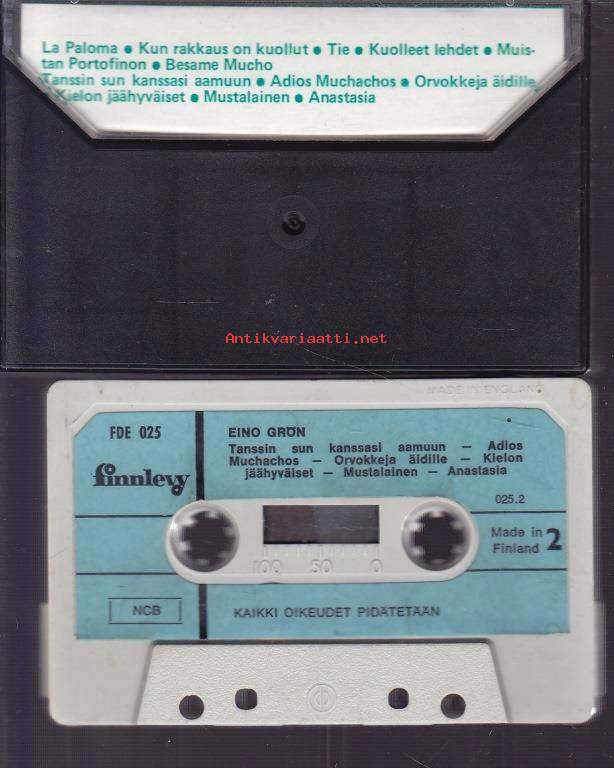 La Paloma ● Kun rakkaus on kuollut ● Tie ● Kuolleet lehdet ● Muis-
tan Portofinon ● Besame Mucho
Tanssin sun kanssasi aamuun ● Adios Muchachos ● Orvokkeja äidille
● Kielon jäähyväiset ● Mustalainen ● Anastasia
Antikvariaatti.net
MADE IN ENGLAND
FDE 025
EINO GRÖN
Tanssin sun kanssasi aamuun — Adios
Muchachos — Orvokkeja äidille — Kielon
jäähyväiset — Mustalainen — Anastasia
finnlevy
025.2
Made in
Finland 2
100 50 0
NCB
KAIKKI OIKEUDET PIDÄTETÄÄN